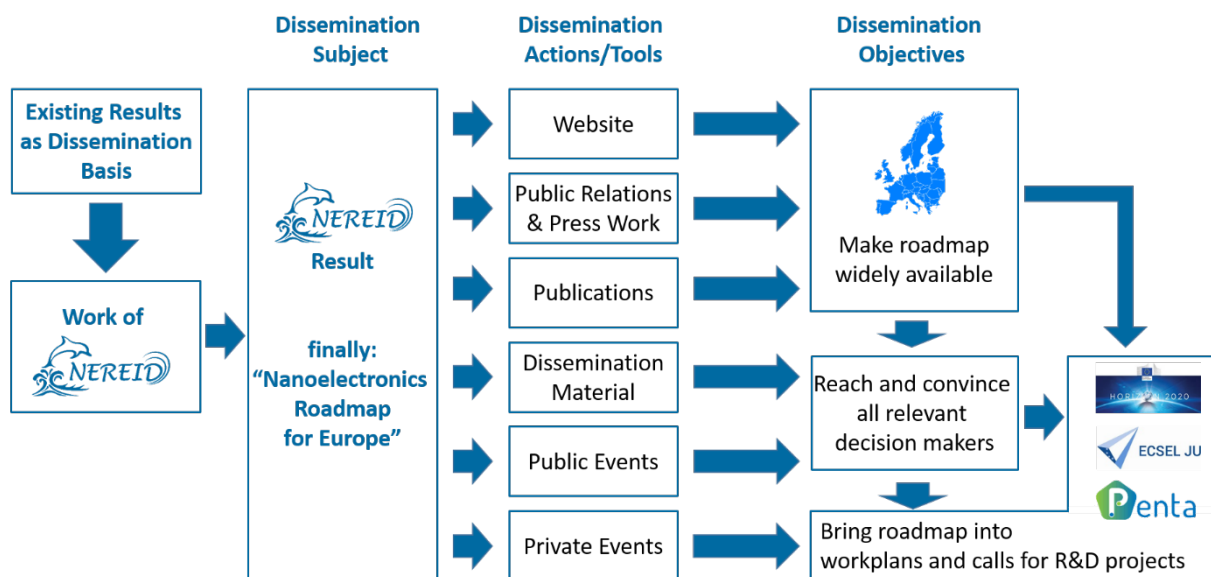 Dissemination
Subject
Dissemination
Actions/Tools
Dissemination
Objectives
Existing Results
as Dissemination
Basis
Work of
NEREID
NEREID
Result
finally:
“Nanoelectronics
Roadmap
for Europe”
Website
Public Relations
& Press Work
Publications
Dissemination
Material
Public Events
Private Events
Make roadmap
widely available
Reach and convince
all relevant
decision makers
Bring roadmap into
workplans and calls for R&D projects
HORIZON 2020
ECSEL JU
Penta